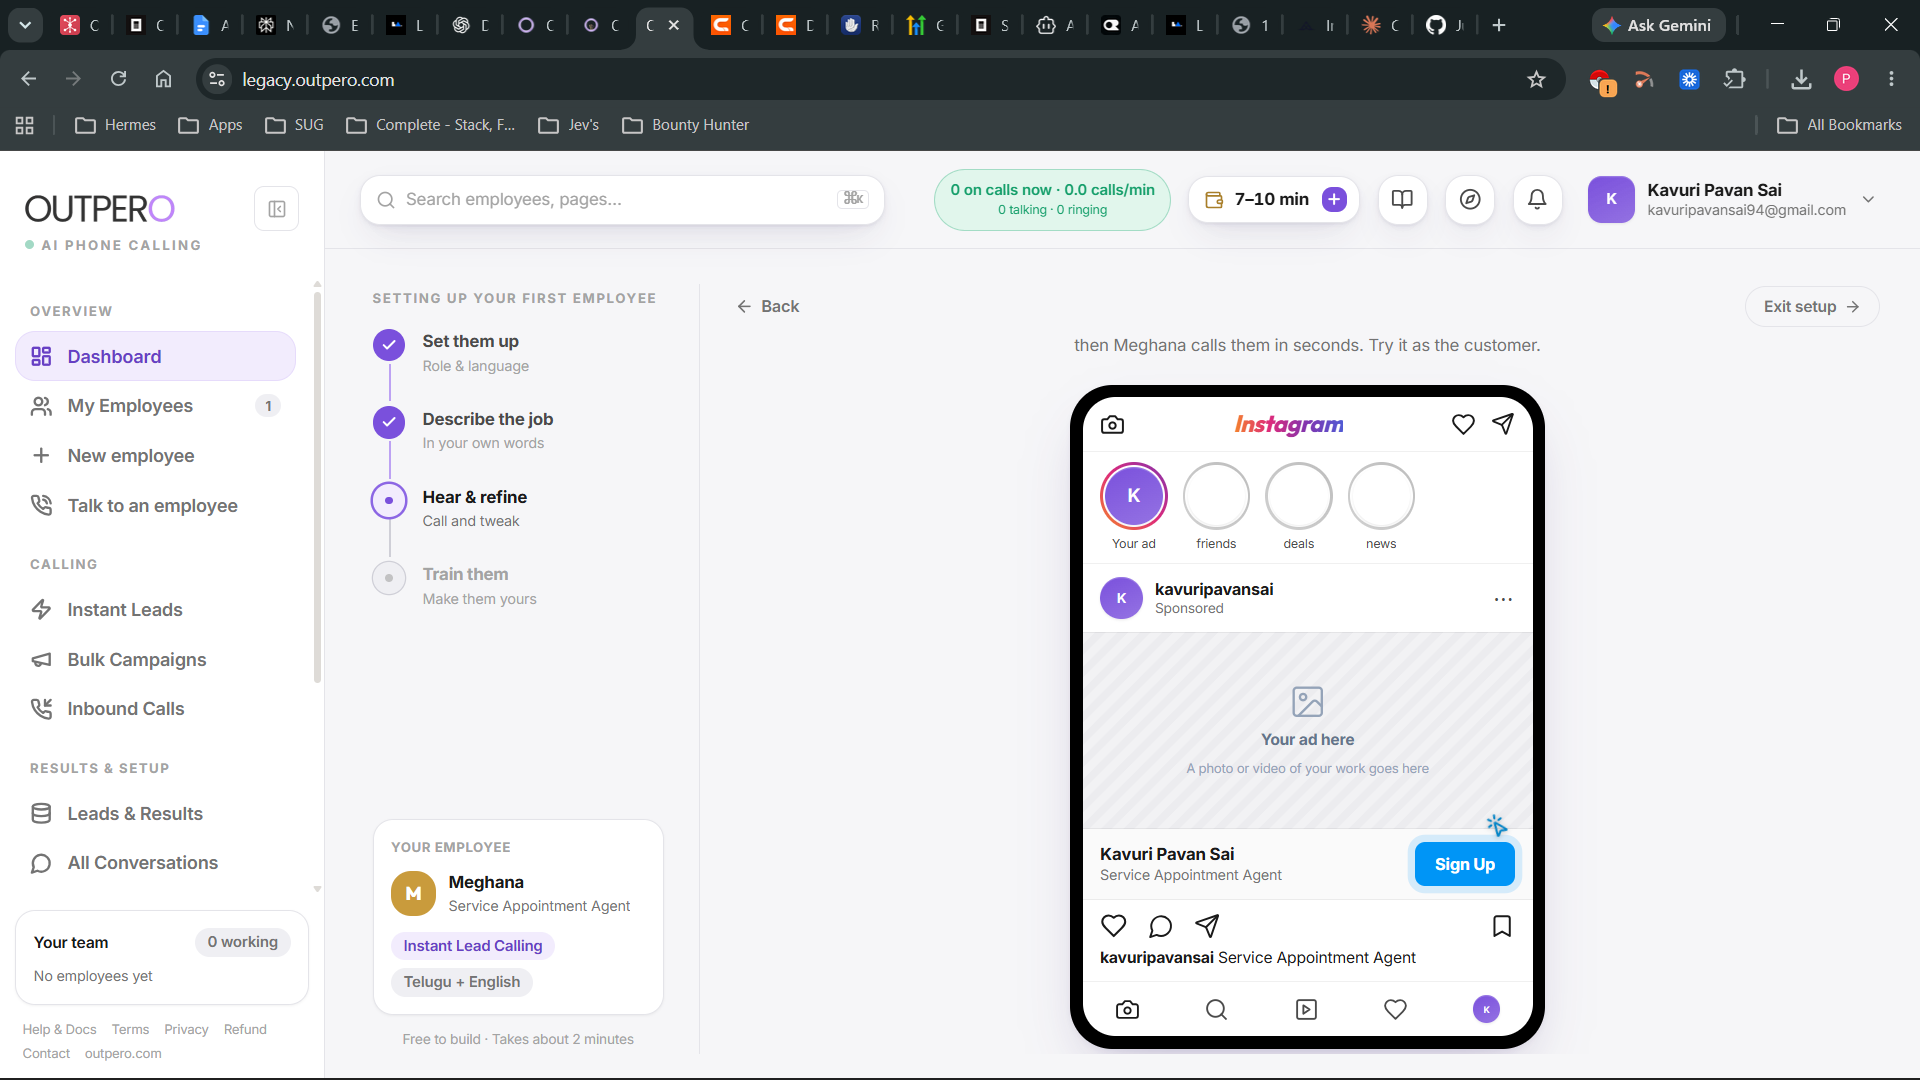 Ask Gemini
legacy.outpero.com
Hermes
Apps
SUG
Complete - Stack, F...
Jev's
Bounty Hunter
All Bookmarks
OUTPERO
AI PHONE CALLING
Search employees, pages...
⌘K
0 on calls now · 0.0 calls/min
0 talking · 0 ringing
7–10 min
K
Kavuri Pavan Sai
kavuripavansai94@gmail.com
OVERVIEW
Dashboard
My Employees 1
New employee
Talk to an employee
CALLING
Instant Leads
Bulk Campaigns
Inbound Calls
RESULTS & SETUP
Leads & Results
All Conversations
Your team 0 working
No employees yet
Help & Docs Terms Privacy Refund
Contact outpero.com
SETTING UP YOUR FIRST EMPLOYEE
Set them up
Role & language
Describe the job
In your own words
Hear & refine
Call and tweak
Train them
Make them yours
YOUR EMPLOYEE
M
Meghana
Service Appointment Agent
Instant Lead Calling
Telugu + English
Free to build · Takes about 2 minutes
Back
Exit setup
then Meghana calls them in seconds. Try it as the customer.
Instagram
K
Your ad friends deals news
K
kavuripavansai
Sponsored
Your ad here
A photo or video of your work goes here
Kavuri Pavan Sai
Service Appointment Agent
Sign Up
kavuripavansai Service Appointment Agent
K